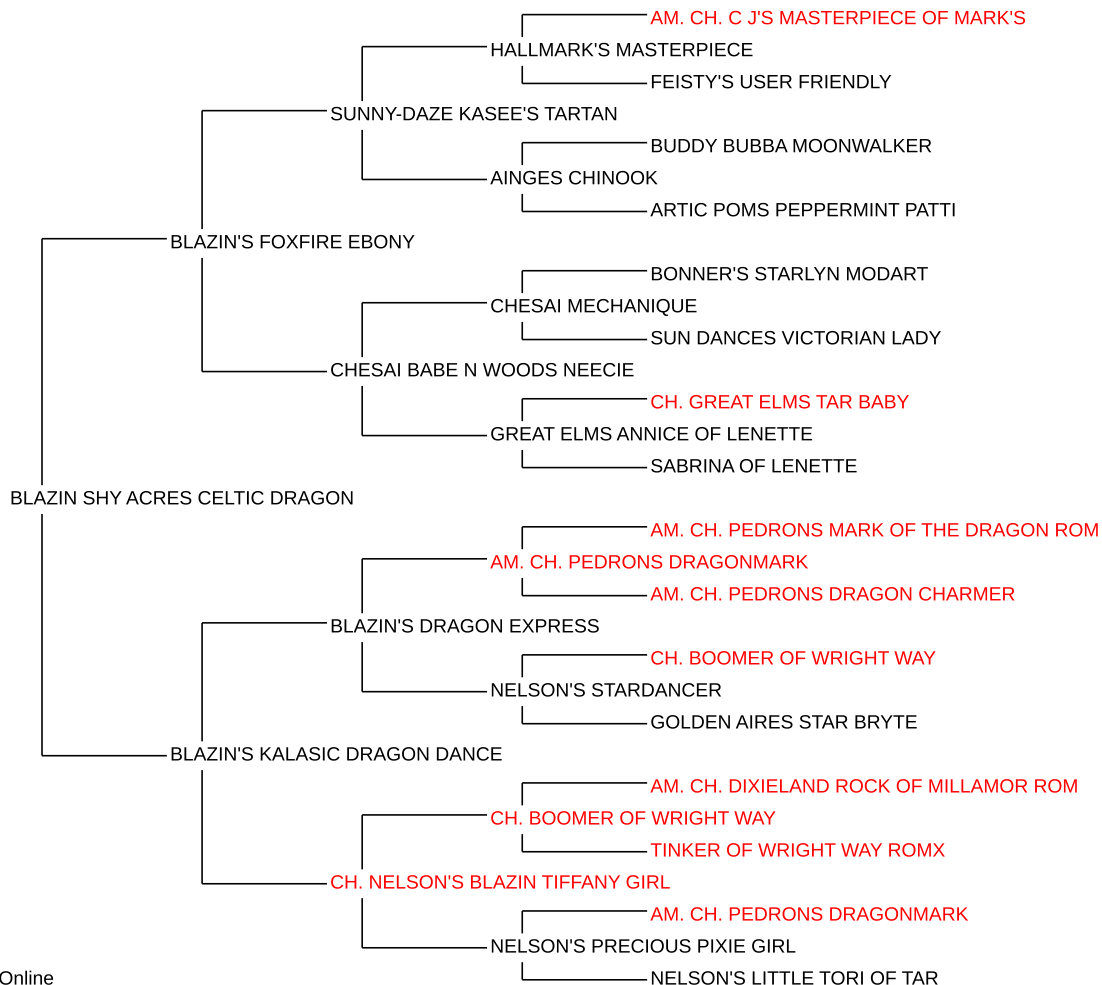 AM. CH. C J'S MASTERPIECE OF MARK'S
HALLMARK'S MASTERPIECE
FEISTY'S USER FRIENDLY
SUNNY-DAZE KASEE'S TARTAN
BUDDY BUBBA MOONWALKER
AINGES CHINOOK
ARTIC POMS PEPPERMINT PATTI
BLAZIN'S FOXFIRE EBONY
BONNER'S STARLYN MODART
CHESAI MECHANIQUE
SUN DANCES VICTORIAN LADY
CHESAI BABE N WOODS NEECIE
CH. GREAT ELMS TAR BABY
GREAT ELMS ANNICE OF LENETTE
SABRINA OF LENETTE
BLAZIN SHY ACRES CELTIC DRAGON
AM. CH. PEDRONS MARK OF THE DRAGON ROM
AM. CH. PEDRONS DRAGONMARK
AM. CH. PEDRONS DRAGON CHARMER
BLAZIN'S DRAGON EXPRESS
CH. BOOMER OF WRIGHT WAY
NELSON'S STARDANCER
GOLDEN AIRES STAR BRYTE
BLAZIN'S KALASIC DRAGON DANCE
AM. CH. DIXIELAND ROCK OF MILLAMOR ROM
CH. BOOMER OF WRIGHT WAY
TINKER OF WRIGHT WAY ROMX
CH. NELSON'S BLAZIN TIFFANY GIRL
AM. CH. PEDRONS DRAGONMARK
NELSON'S PRECIOUS PIXIE GIRL
NELSON'S LITTLE TORI OF TAR
Online